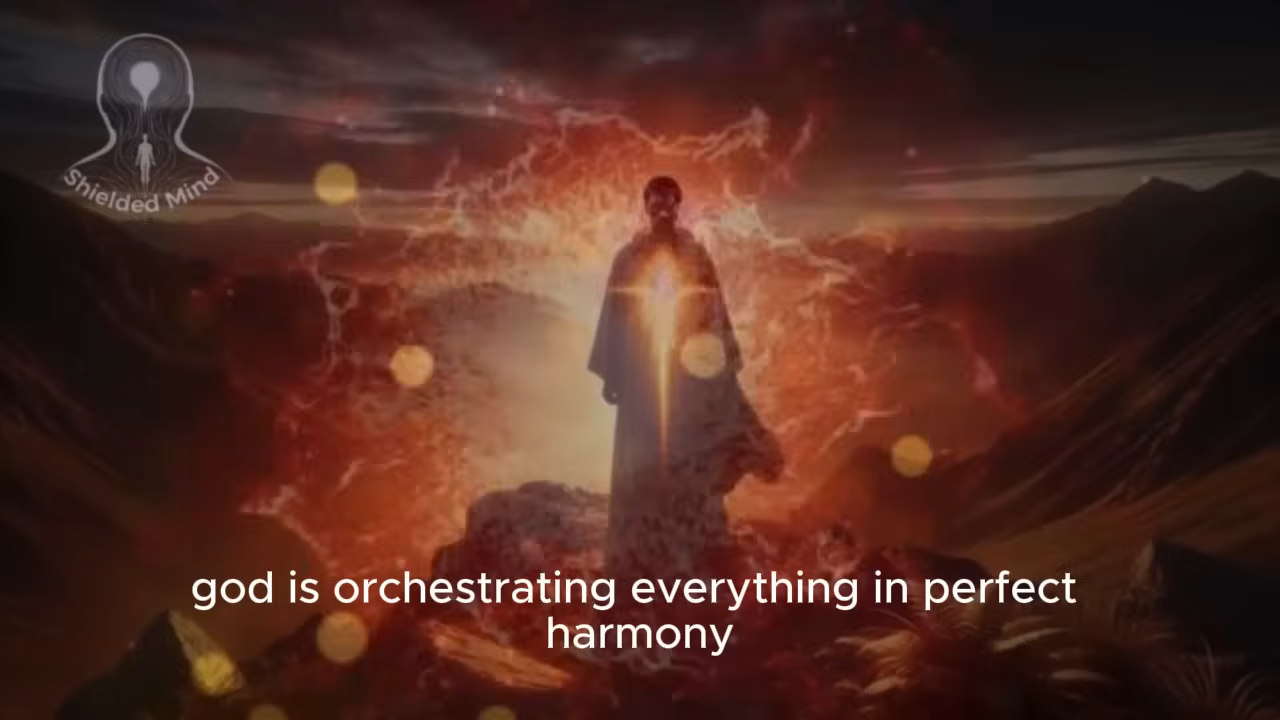 Shielded Mind
god is orchestrating everything in perfect
harmony